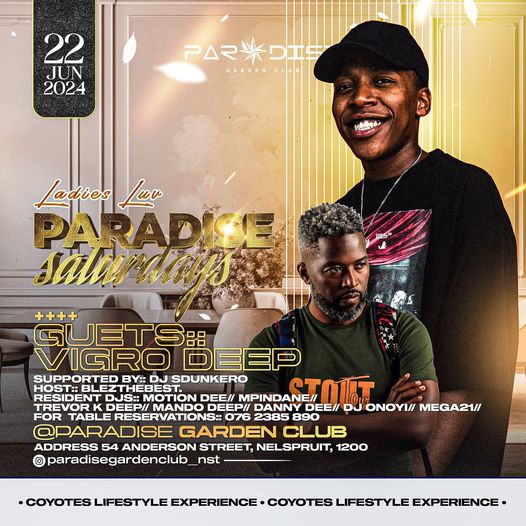 22
JUN
2024
PARADISE
GARDEN CLUB
Ladies Luv
PARADISE
saturdays
++++
GUETS::
VIGRO DEEP
SUPPORTED BY:: DJ SDUNKERO
HOST:: BLEZTHEBEST.
RESIDENT DJS:: MOTION DEE// MPINDANE//
TREVOR K DEEP// MANDO DEEP// DANNY DEE// DJ ONOYI// MEGA21//
FOR TABLE RESERVATIONS:: 076 2385 890
@PARADISE GARDEN CLUB
ADDRESS 54 ANDERSON STREET, NELSPRUIT, 1200
paradisegardenclub_nst
• COYOTES LIFESTYLE EXPERIENCE • COYOTES LIFESTYLE EXPERIENCE •